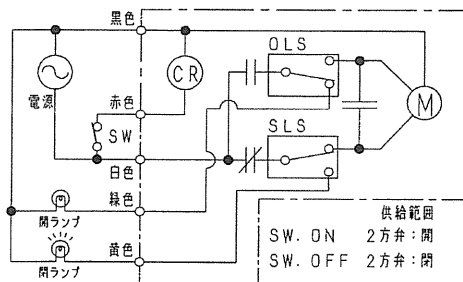 黒色
OLS
CR
電源
赤色
SW
M
SLS
白色
緑色
開ランプ
供給範囲
黄色
SW. ON 2方弁:開
閉ランプ
SW. OFF 2方弁:閉